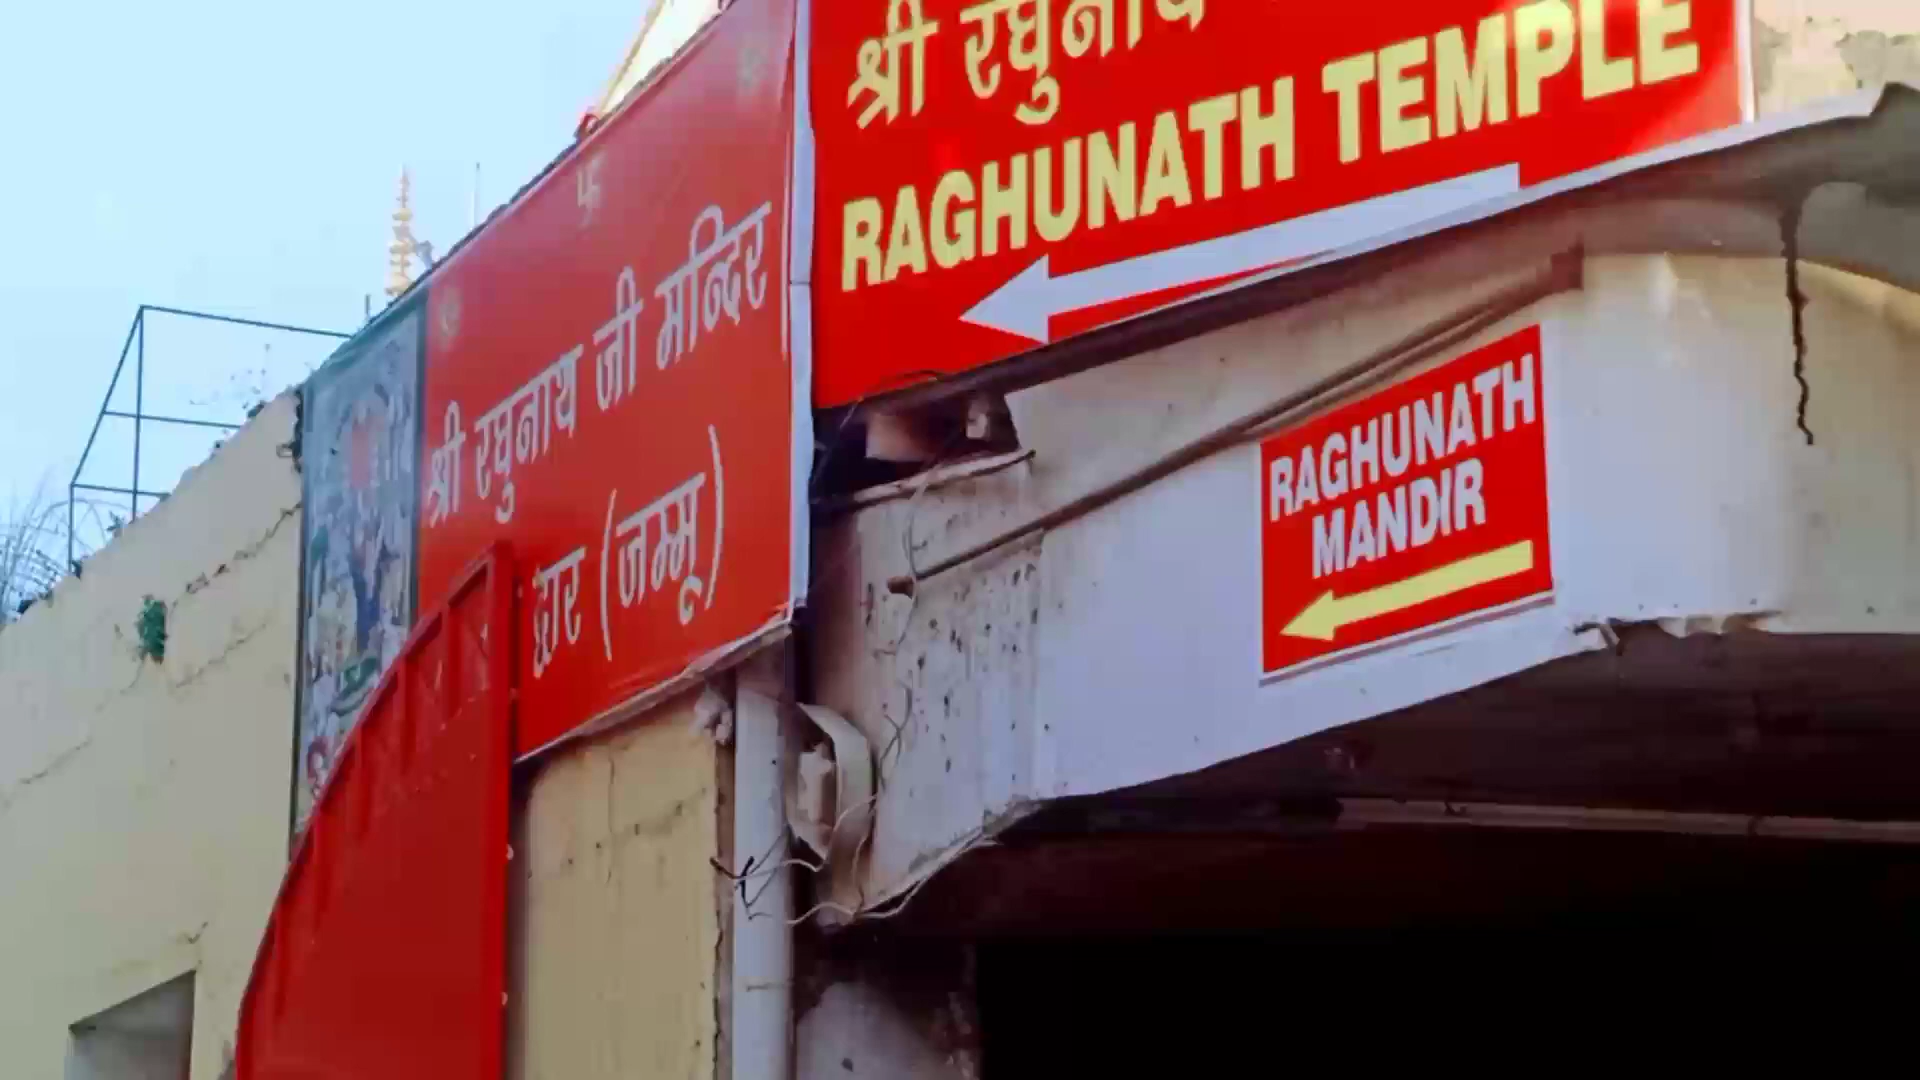 श्री रघुनाथ जी मन्दिर
द्वार (जम्मू)
श्री रघुनाथ
RAGHUNATH TEMPLE
RAGHUNATH
MANDIR